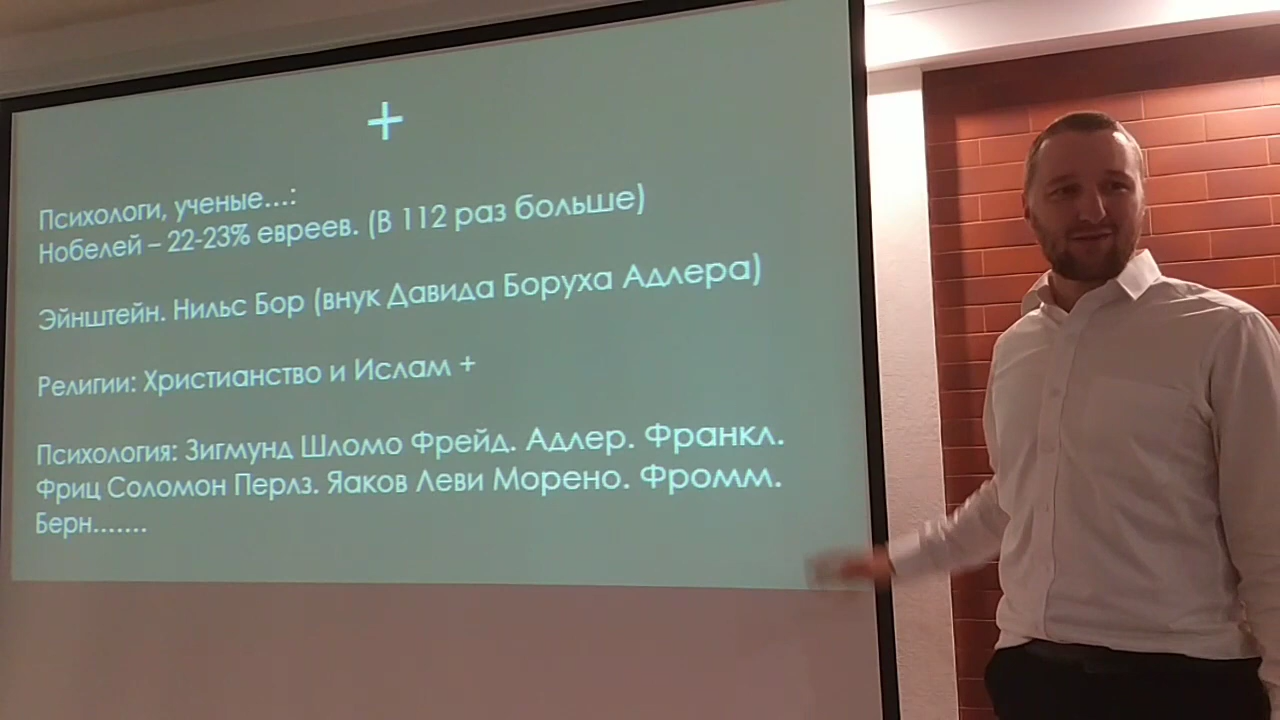 +
Психологи, ученые...:
Нобелей – 22-23% евреев. (В 112 раз больше)
Эйнштейн. Нильс Бор (внук Давида Боруха Адлера)
Религии: Христианство и Ислам +
Психология: Зигмунд Шломо Фрейд. Адлер. Франкл.
Фриц Соломон Перлз. Яаков Леви Морено. Фромм.
Берн.......